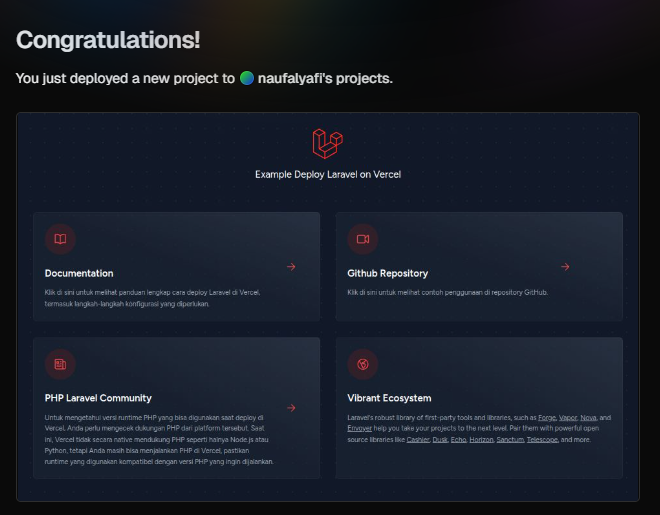 Congratulations!
You just deployed a new project to naufalyafi's projects.
Example Deploy Laravel on Vercel
Documentation
Klik di sini untuk melihat panduan lengkap cara deploy Laravel di Vercel,
termasuk langkah-langkah konfigurasi yang diperlukan.
Github Repository
Klik di sini untuk melihat contoh penggunaan di repository GitHub.
PHP Laravel Community
Untuk mengetahui versi runtime PHP yang bisa digunakan saat deploy di
Vercel, Anda perlu mengecek dukungan PHP dari platform tersebut. Saat
ini, Vercel tidak secara native mendukung PHP seperti halnya Node.js atau
Python, tetapi Anda masih bisa menjalankan PHP di Vercel, pastikan
runtime yang digunakan kompatibel dengan versi PHP yang ingin dijalankan.
Vibrant Ecosystem
Laravel's robust library of first-party tools and libraries, such as Forge, Vapor, Nova, and
Envoyer help you take your projects to the next level. Pair them with powerful open
source libraries like Cashier, Dusk, Echo, Horizon, Sanctum, Telescope, and more.